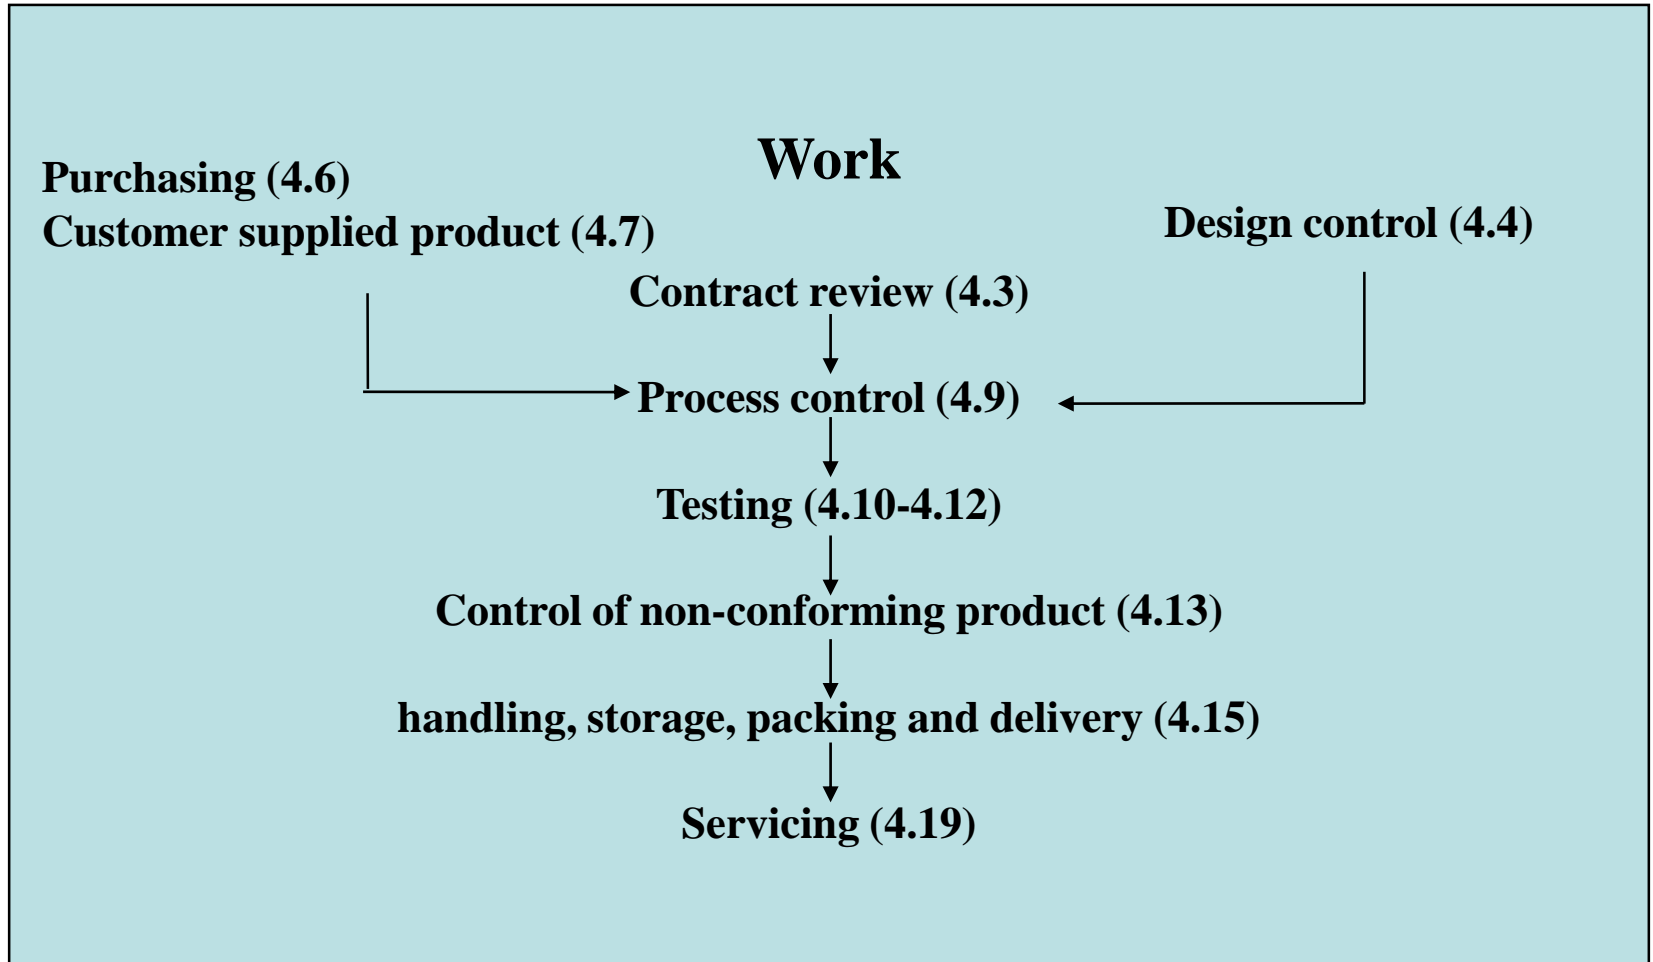 Work
Purchasing (4.6)
Customer supplied product (4.7)
Design control (4.4)
Contract review (4.3)
Process control (4.9)
Testing (4.10-4.12)
Control of non-conforming product (4.13)
handling, storage, packing and delivery (4.15)
Servicing (4.19)